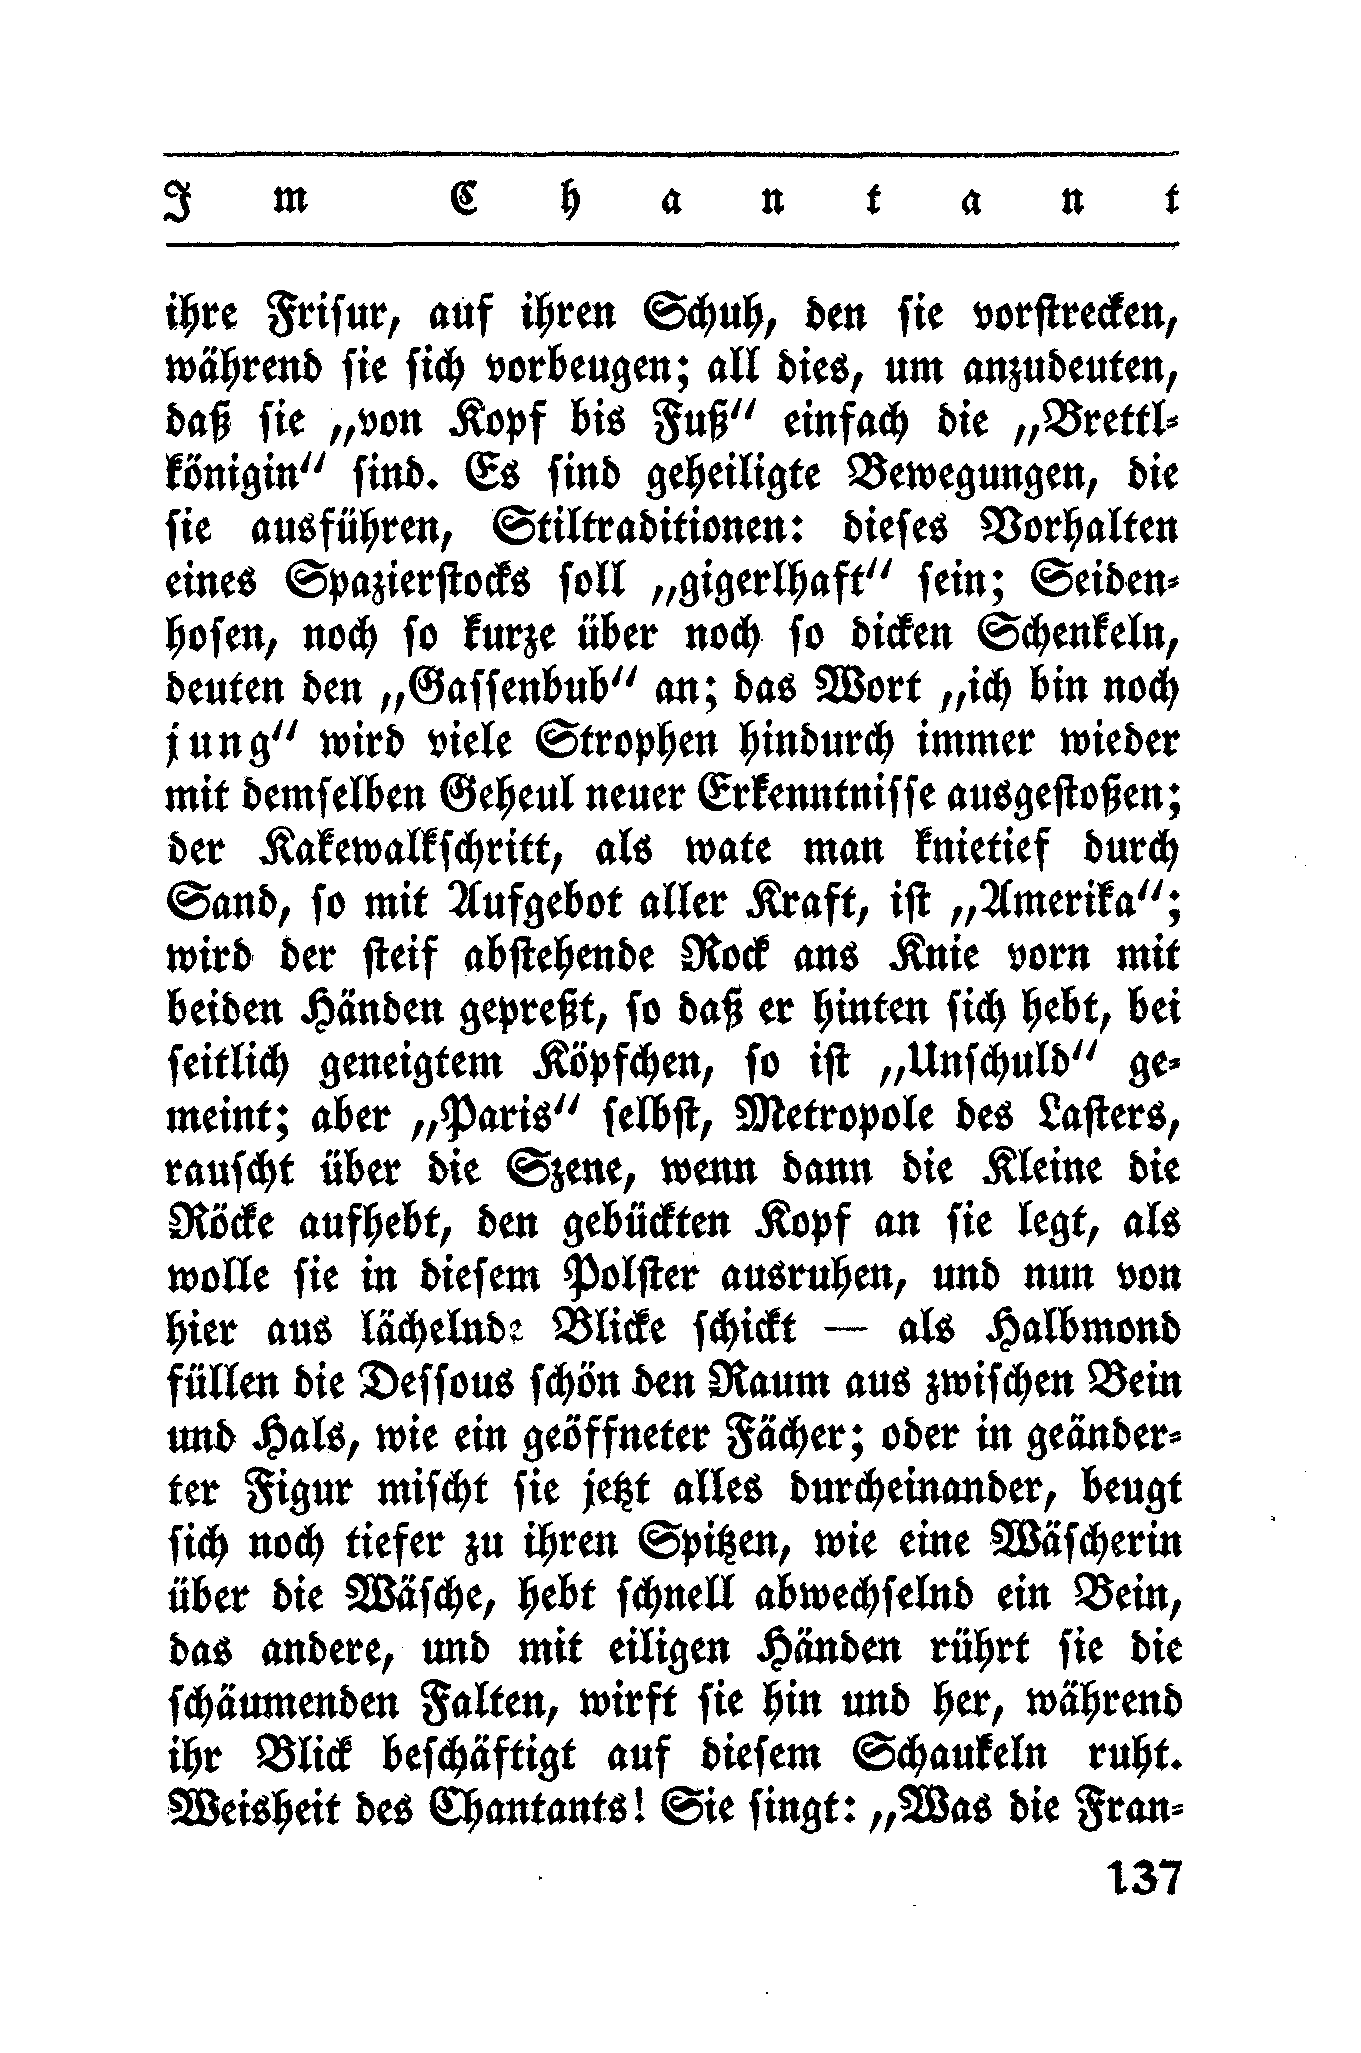 Im Chantant
ihre Frisur, auf ihren Schuh, den sie vorstrecken,
während sie sich vorbeugen; all dies, um anzudeuten,
daß sie „von Kopf bis Fuß“ einfach die „Brettl-
königin“ sind. Es sind geheiligte Bewegungen, die
sie ausführen, Stiltraditionen: dieses Vorhalten
eines Spazierstocks soll „gigerlhaft“ sein; Seiden-
hosen, noch so kurze über noch so dicken Schenkeln,
deuten den „Gassenbub“ an; das Wort „ich bin noch
jung“ wird viele Strophen hindurch immer wieder
mit demselben Geheul neuer Erkenntnisse ausgestoßen;
der Kakewalkschritt, als wate man knietief durch
Sand, so mit Aufgebot aller Kraft, ist „Amerika“;
wird der steif abstehende Rock ans Knie vorn mit
beiden Händen gepreßt, so daß er hinten sich hebt, bei
seitlich geneigtem Köpfchen, so ist „Unschuld“ ge-
meint; aber „Paris“ selbst, Metropole des Lasters,
rauscht über die Szene, wenn dann die Kleine die
Röcke aufhebt, den gebückten Kopf an sie legt, als
wolle sie in diesem Polster ausruhen, und nun von
hier aus lächelnde Blicke schickt — als Halbmond
füllen die Dessous schön den Raum aus zwischen Bein
und Hals, wie ein geöffneter Fächer; oder in geänder-
ter Figur mischt sie jetzt alles durcheinander, beugt
sich noch tiefer zu ihren Spitzen, wie eine Wäscherin
über die Wäsche, hebt schnell abwechselnd ein Bein,
das andere, und mit eiligen Händen rührt sie die
schäumenden Falten, wirft sie hin und her, während
ihr Blick beschäftigt auf diesem Schaukeln ruht.
Weisheit des Chantants! Sie singt: „Was die Fran-
137